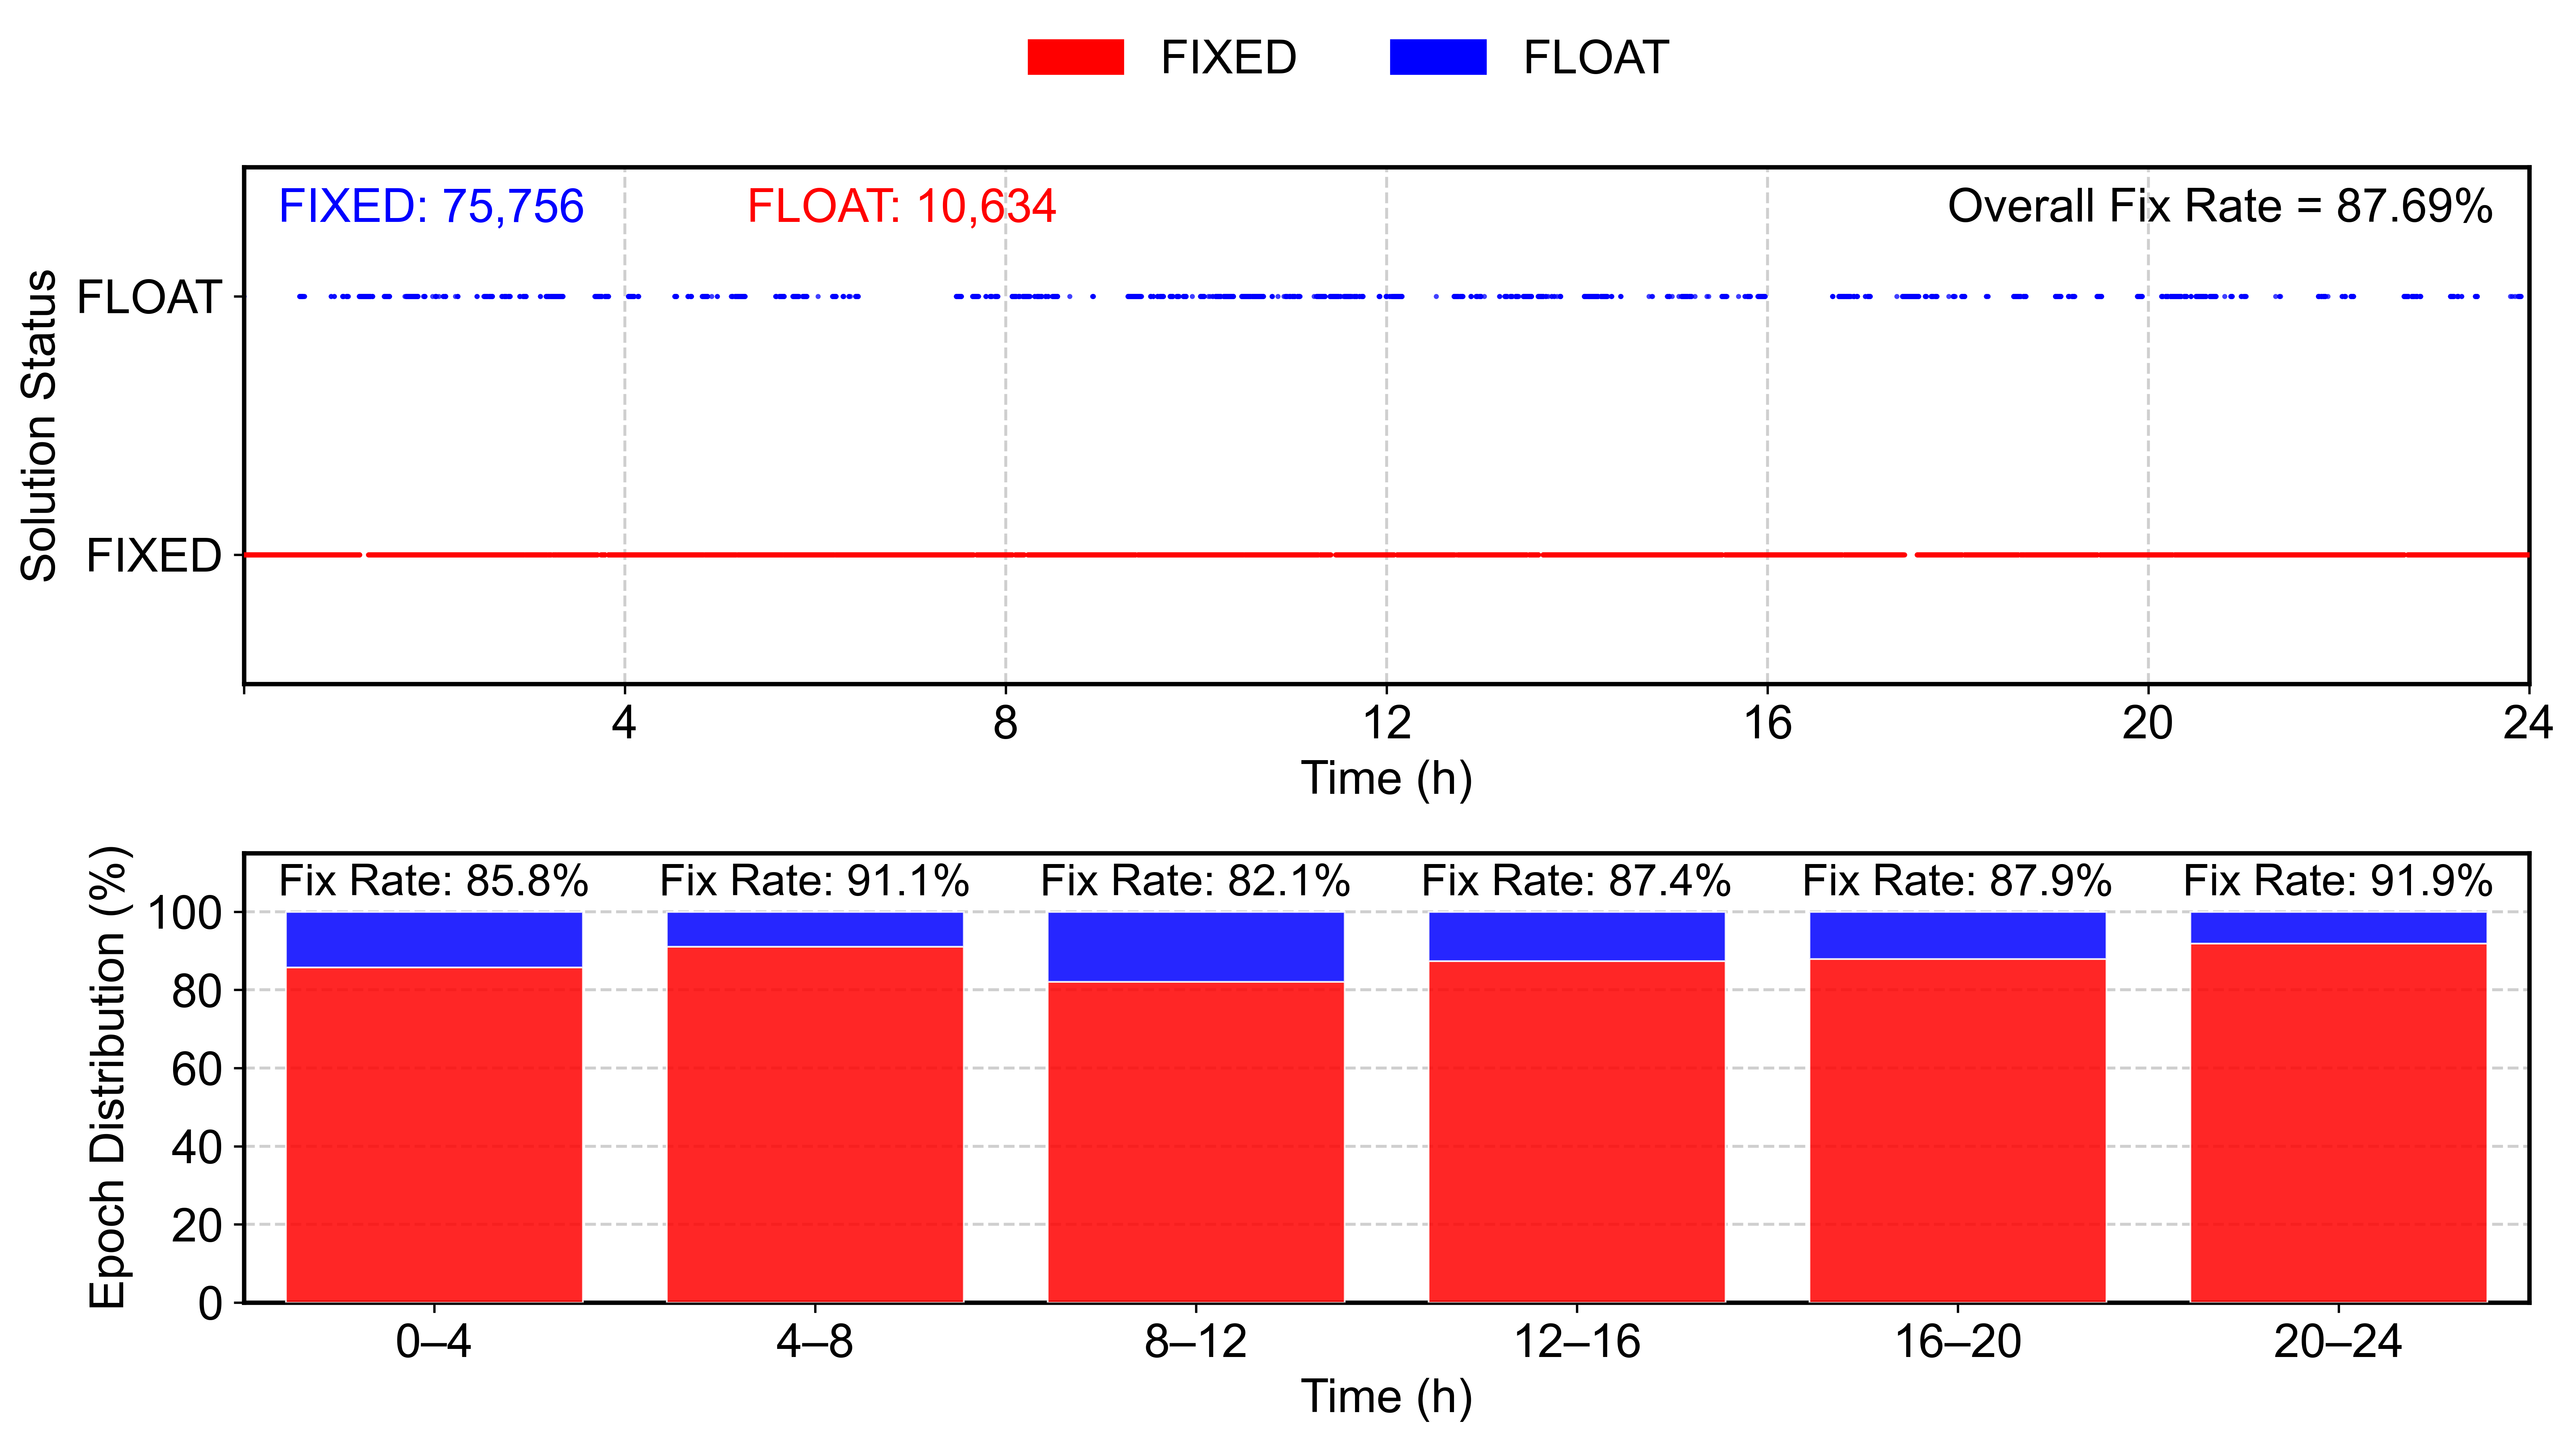 FIXED FLOAT
FIXED: 75,756 FLOAT: 10,634 Overall Fix Rate = 87.69%
Solution Status
FLOAT
FIXED
4 8 12 16 20 24
Time (h)
Epoch Distribution (%)
Fix Rate: 85.8% Fix Rate: 91.1% Fix Rate: 82.1% Fix Rate: 87.4% Fix Rate: 87.9% Fix Rate: 91.9%
100
80
60
40
20
0
0–4 4–8 8–12 12–16 16–20 20–24
Time (h)